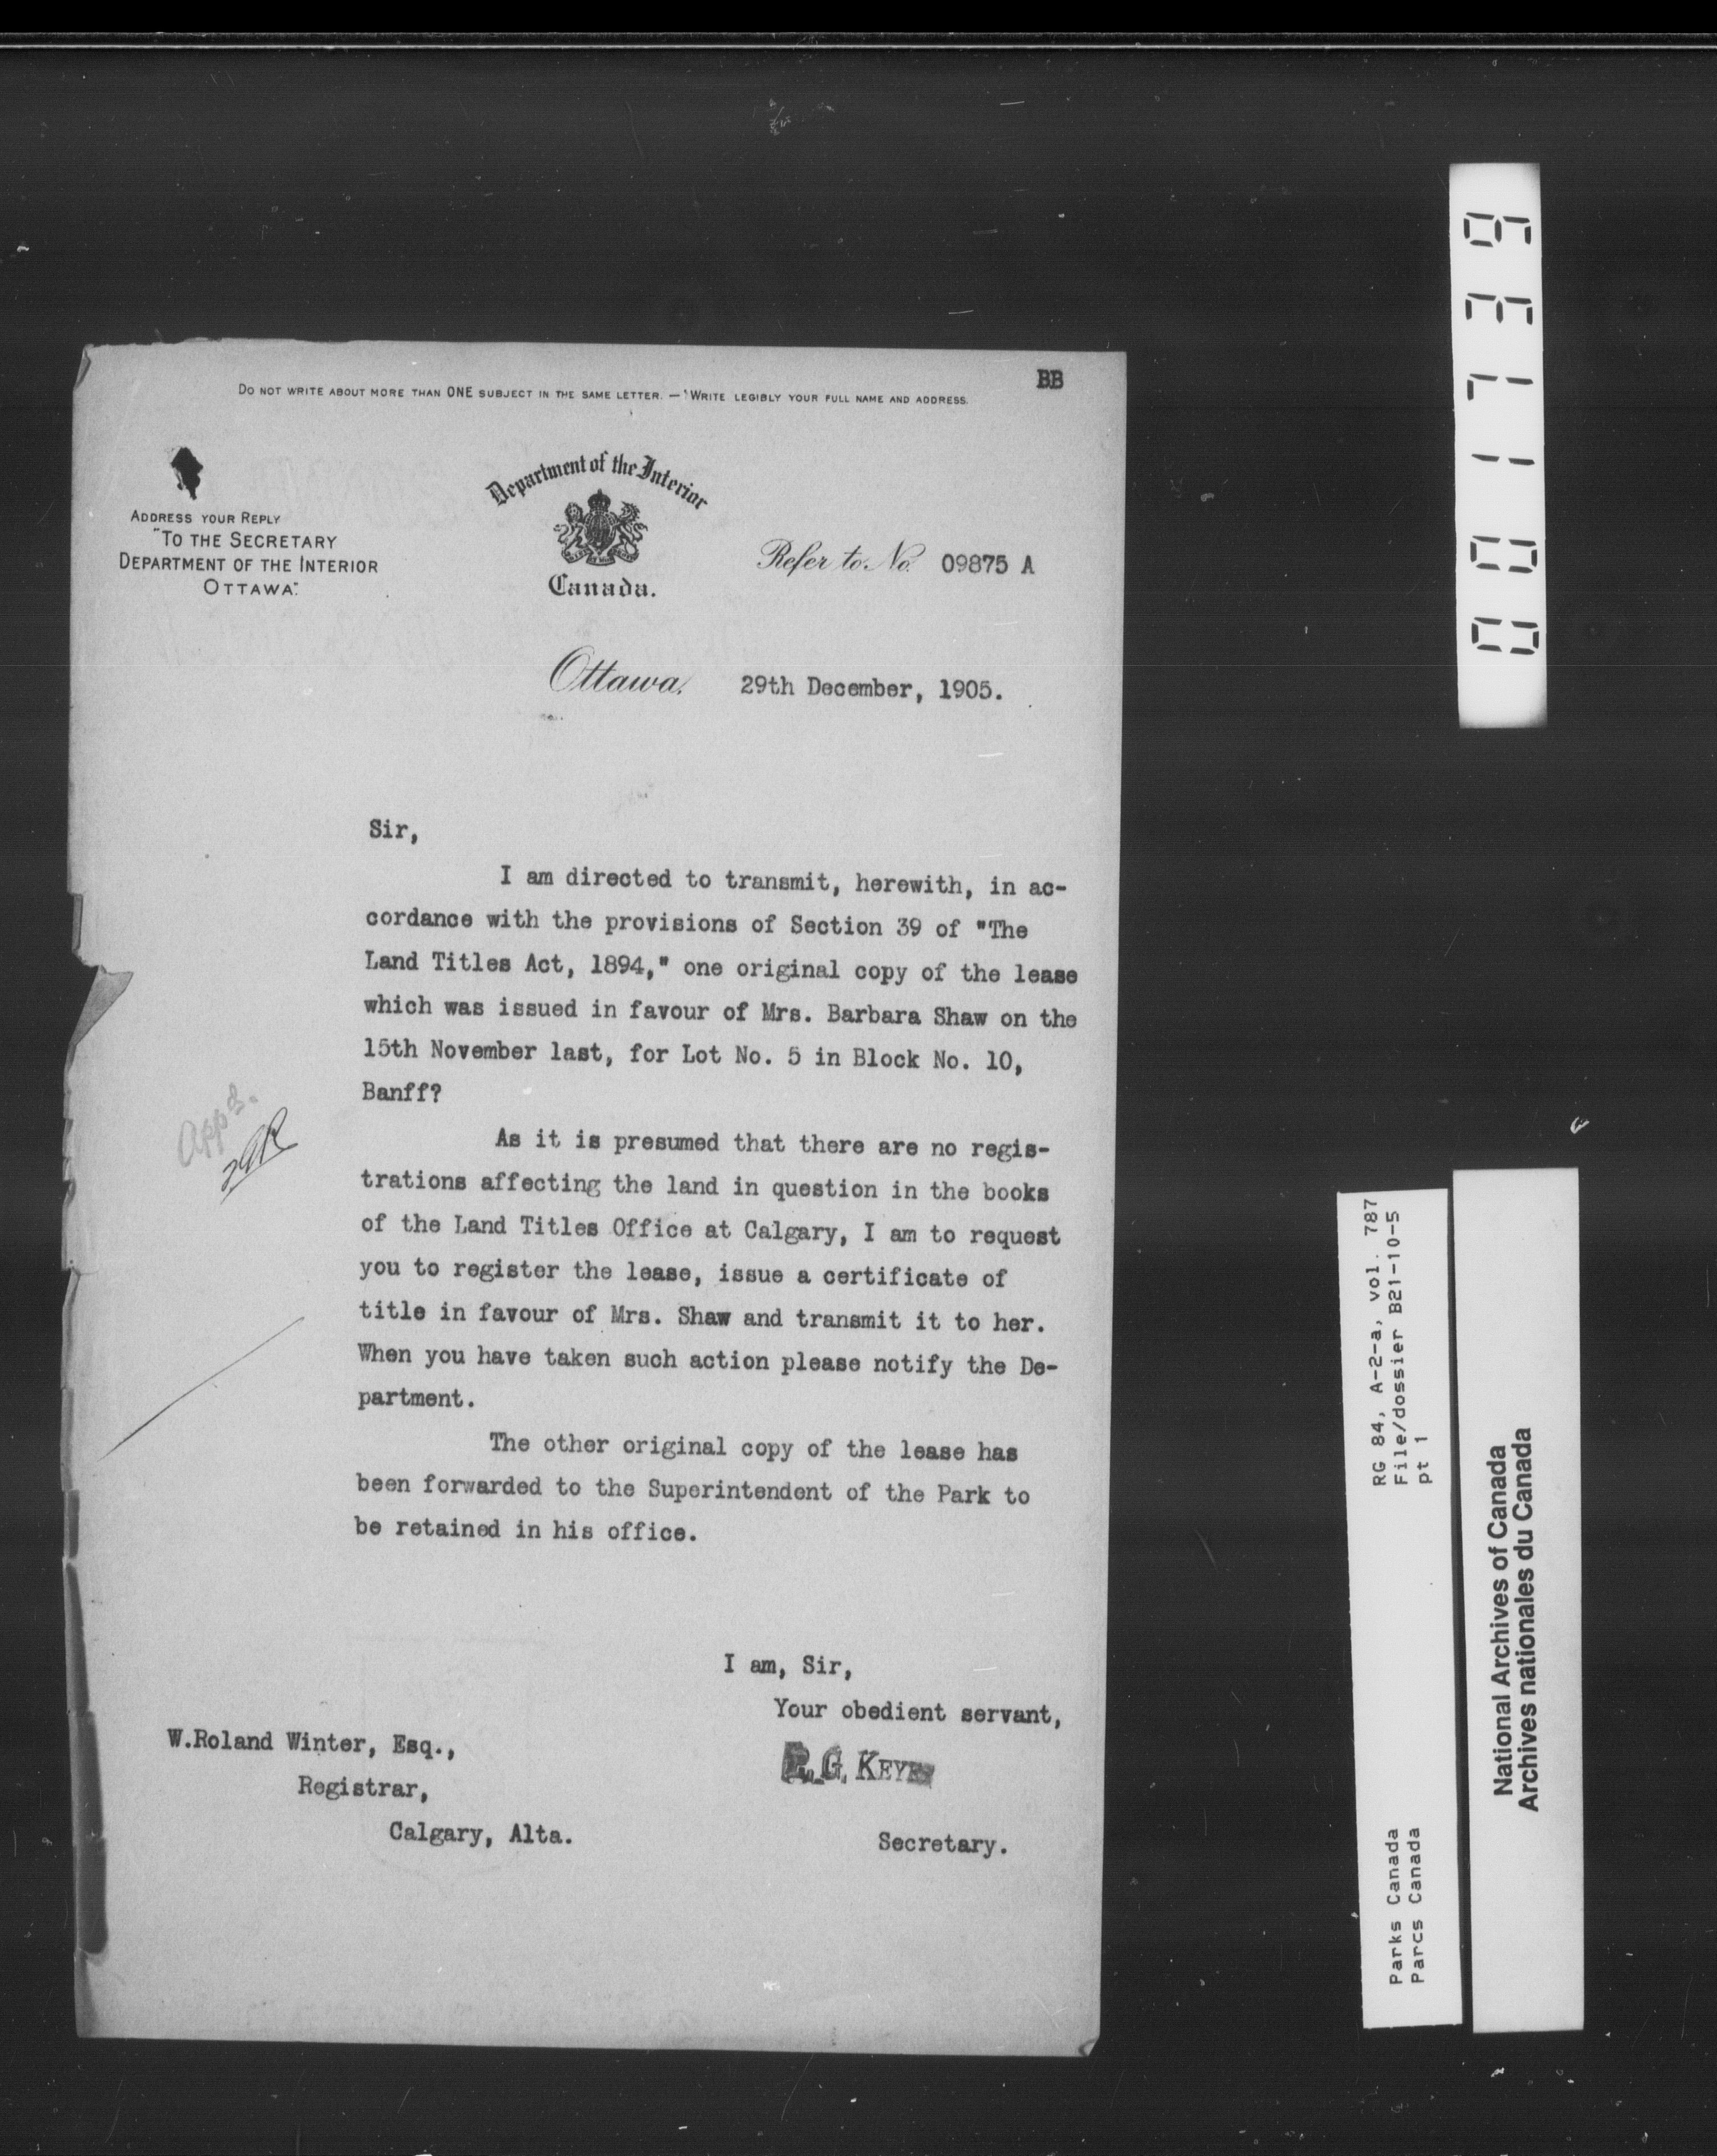 BB
DO NOT WRITE ABOUT MORE THAN ONE SUBJECT IN THE SAME LETTER. — WRITE LEGIBLY YOUR FULL NAME AND ADDRESS.
ADDRESS YOUR REPLY
"TO THE SECRETARY
DEPARTMENT OF THE INTERIOR
OTTAWA."
Department of the Interior
Canada.
Refer to No. 09875 A
Ottawa, 29th December, 1905.
Sir,
I am directed to transmit, herewith, in ac-
cordance with the provisions of Section 39 of "The
Land Titles Act, 1894," one original copy of the lease
which was issued in favour of Mrs. Barbara Shaw on the
15th November last, for Lot No. 5 in Block No. 10,
Banff?
As it is presumed that there are no regis-
trations affecting the land in question in the books
of the Land Titles Office at Calgary, I am to request
you to register the lease, issue a certificate of
title in favour of Mrs. Shaw and transmit it to her.
When you have taken such action please notify the De-
partment.
The other original copy of the lease has
been forwarded to the Superintendent of the Park to
be retained in his office.
I am, Sir,
Your obedient servant,
P. G. KEYES
Secretary.
W.Roland Winter, Esq.,
Registrar,
Calgary, Alta.
001739
RG 84, A-2-a, vol. 787
File/dossier B21-10-5
pt 1
Parks Canada
Parcs Canada
National Archives of Canada
Archives nationales du Canada